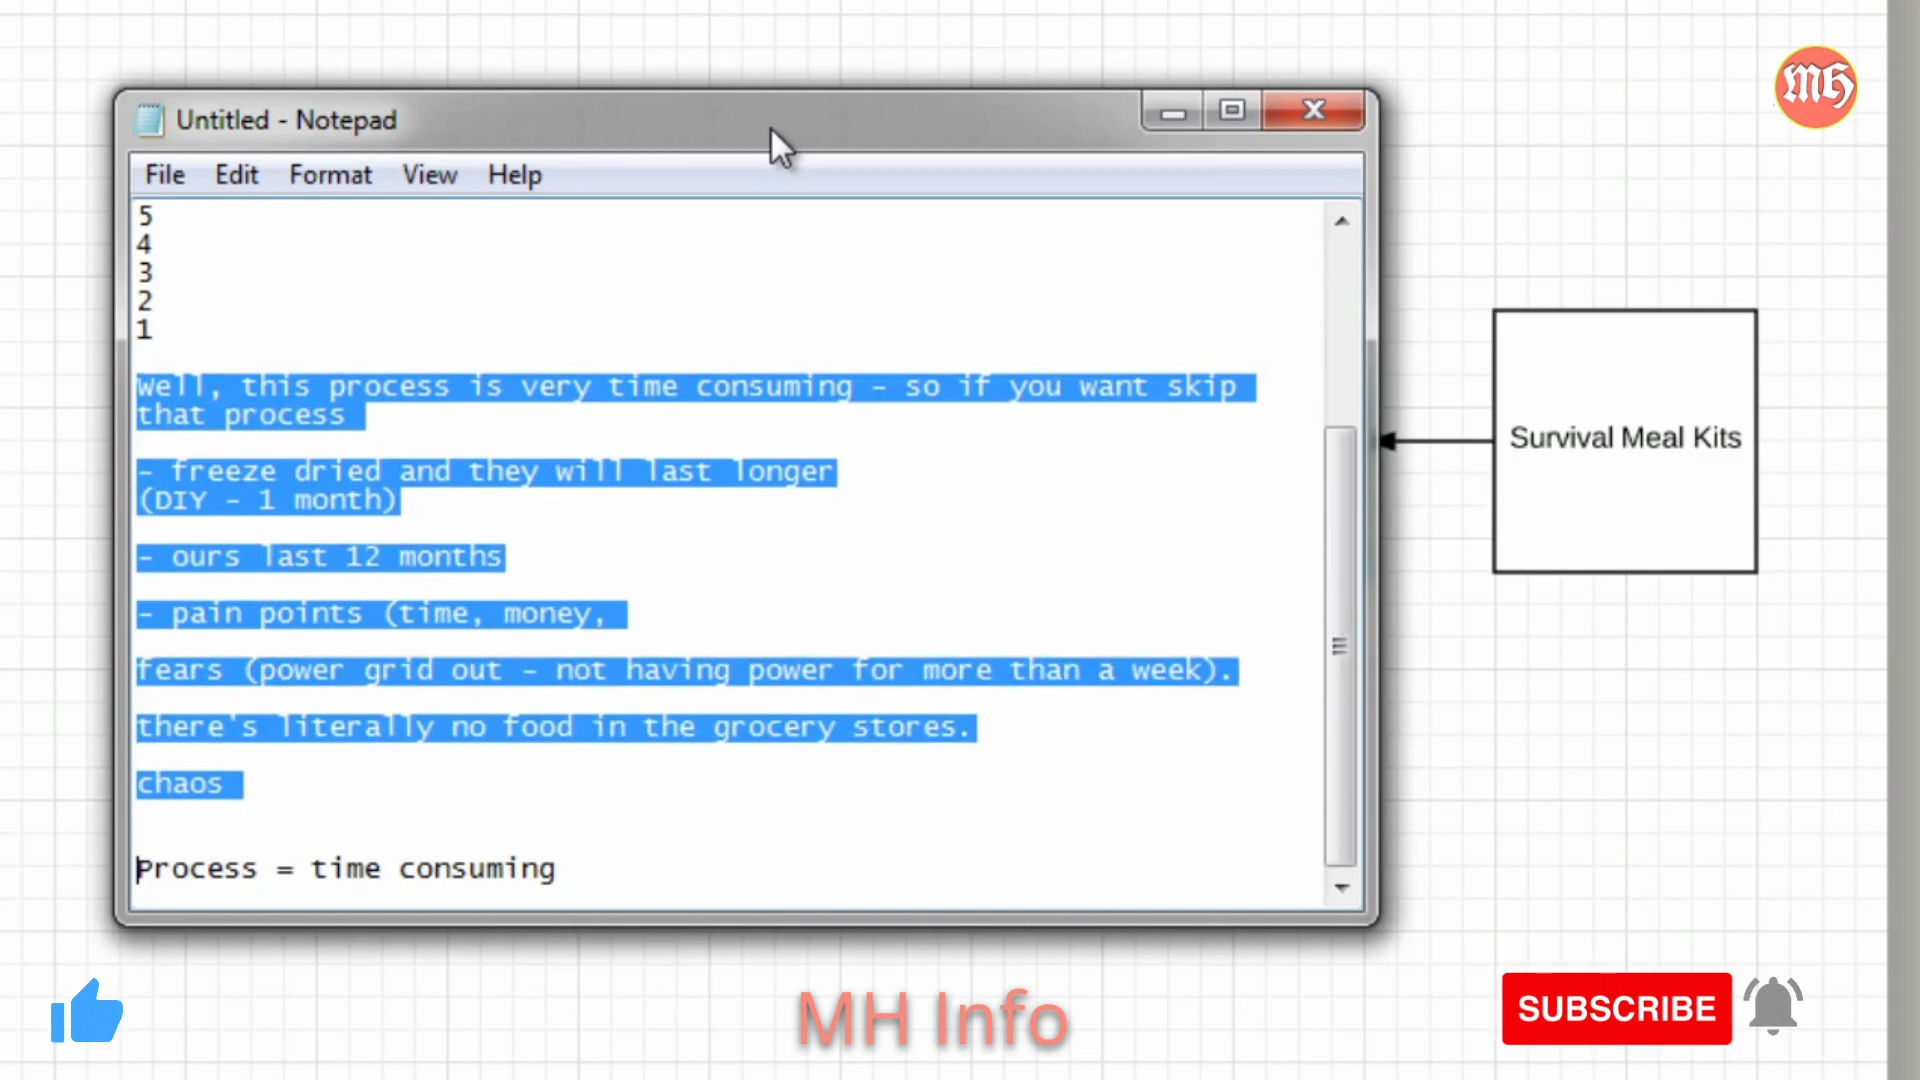 MH
Untitled - Notepad
File Edit Format View Help
5
4
3
2
1
well, this process is very time consuming - so if you want skip
that process
- freeze dried and they will last longer
(DIY - 1 month)
- ours last 12 months
- pain points (time, money,
fears (power grid out - not having power for more than a week).
there's literally no food in the grocery stores.
chaos
Process = time consuming
Survival Meal Kits
MH Info
SUBSCRIBE